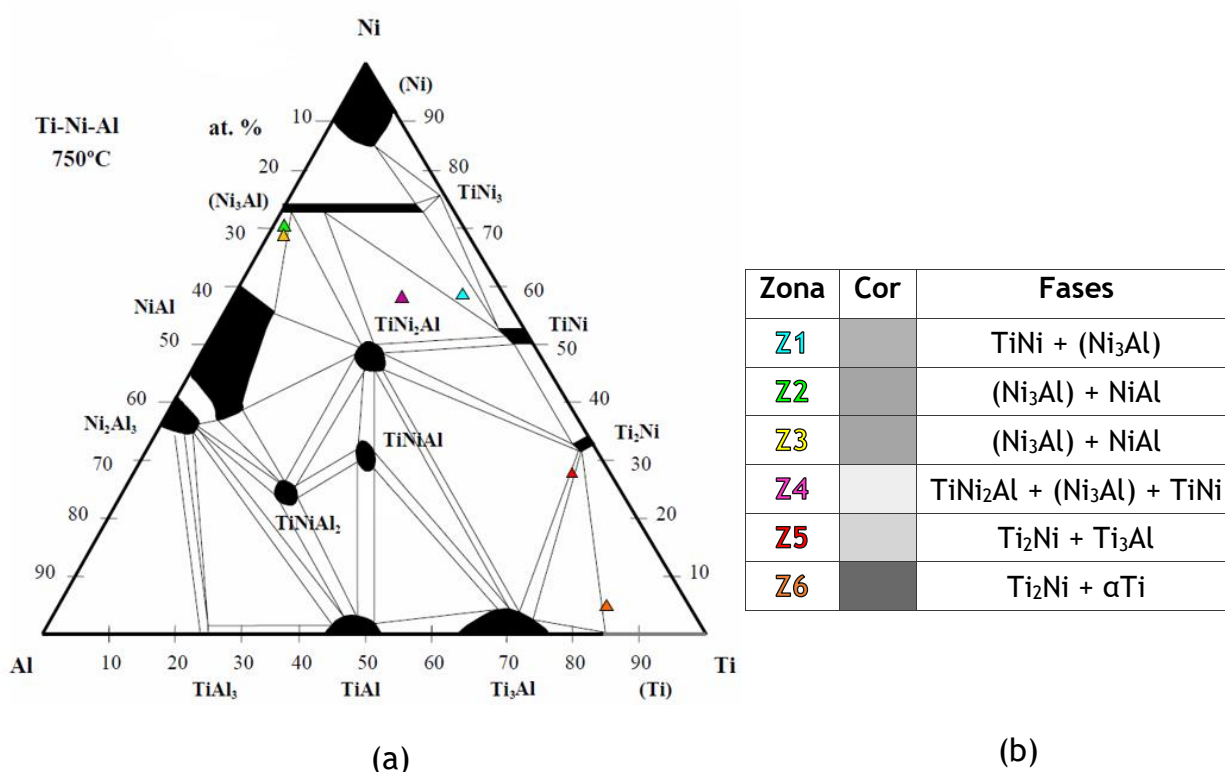 Ni
(Ni)
Ti-Ni-Al
750ºC
at. %
10
90
20
80
(Ni₃Al)
TiNi₃
30
70
40
60
NiAl
TiNi₂Al
TiNi
50
50
60
40
Ni₂Al₃
TiNiAl
Ti₂Ni
70
30
80
20
TiNiAl₂
90
10
Al
10
20
30
40
50
60
70
80
90
Ti
TiAl₃
TiAl
Ti₃Al
(Ti)
(a)
Zona Cor Fases
Z1 TiNi + (Ni₃Al)
Z2 (Ni₃Al) + NiAl
Z3 (Ni₃Al) + NiAl
Z4 TiNi₂Al + (Ni₃Al) + TiNi
Z5 Ti₂Ni + Ti₃Al
Z6 Ti₂Ni + αTi
(b)